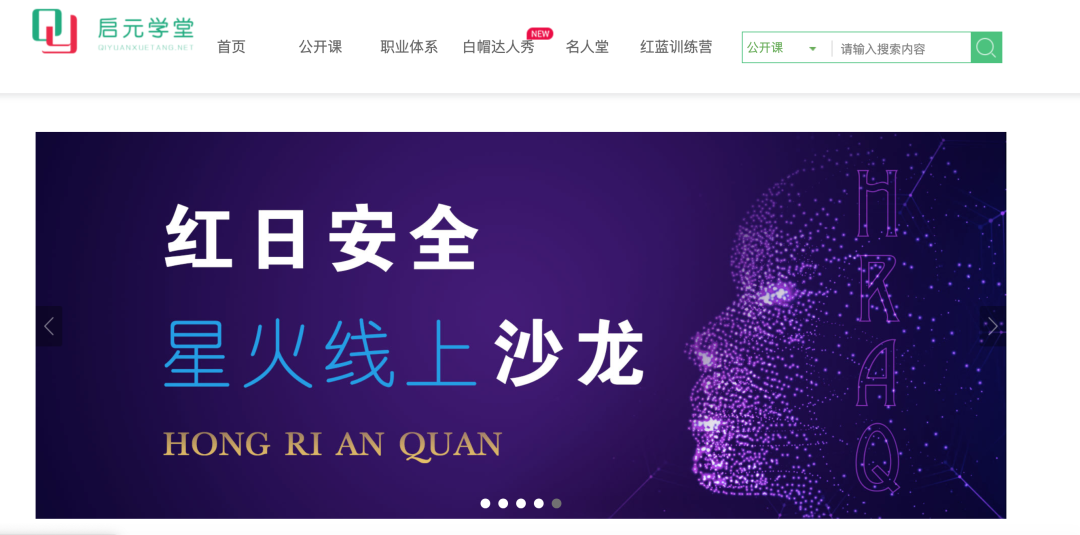 QU
启元学堂
QIYUANXUETANG.NET
首页 公开课 职业体系 白帽达人秀 NEW 名人堂 红蓝训练营 公开课 请输入搜索内容
红日安全
星火线上沙龙
HONG RI AN QUAN
HRAQ